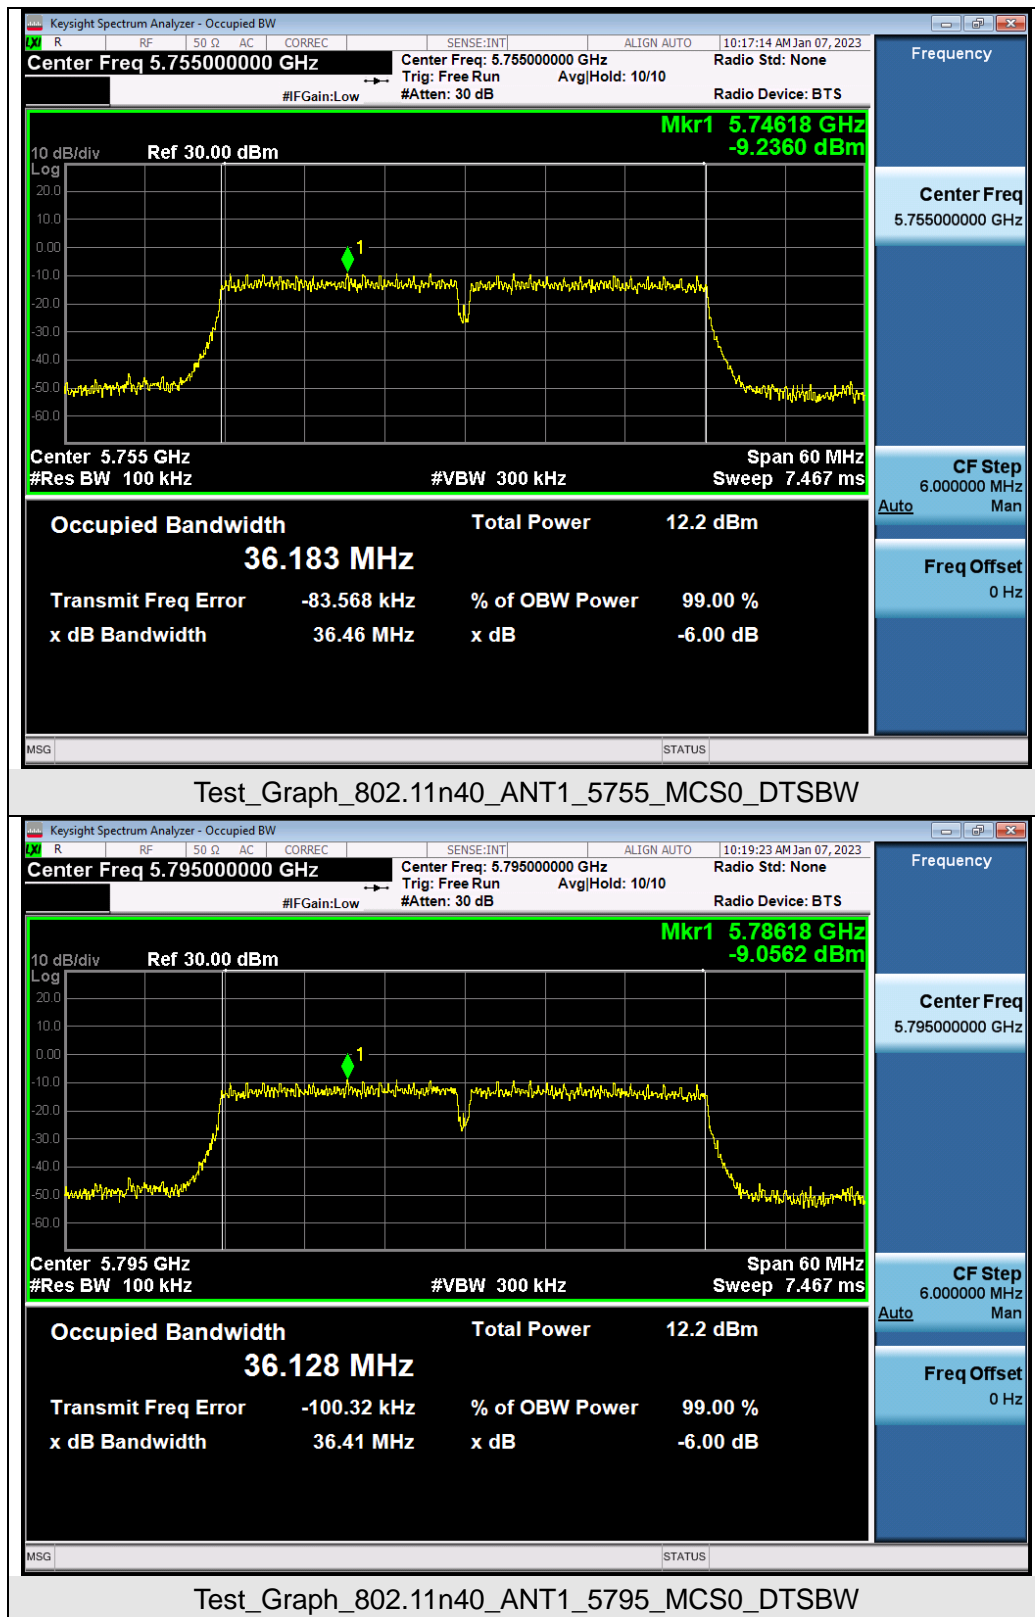 Keysight Spectrum Analyzer - Occupied BW
LXI R RF 50 Ω AC CORREC SENSE:INT ALIGN AUTO 10:17:14 AM Jan 07, 2023
Center Freq 5.755000000 GHz
Center Freq: 5.755000000 GHz Radio Std: None
Trig: Free Run Avg|Hold: 10/10
#IFGain:Low #Atten: 30 dB Radio Device: BTS
Frequency
Mkr1 5.74618 GHz
-9.2360 dBm
10 dB/div Ref 30.00 dBm
Log
20.0
10.0
0.00
1
-10.0
-20.0
-30.0
-40.0
-50.0
-60.0
Center 5.755 GHz Span 60 MHz
#Res BW 100 kHz #VBW 300 kHz Sweep 7.467 ms
Center Freq
5.755000000 GHz
CF Step
6.000000 MHz
Auto Man
Freq Offset
0 Hz
Occupied Bandwidth Total Power 12.2 dBm
36.183 MHz
Transmit Freq Error -83.568 kHz % of OBW Power 99.00 %
x dB Bandwidth 36.46 MHz x dB -6.00 dB
MSG STATUS
Test_Graph_802.11n40_ANT1_5755_MCS0_DTSBW
Keysight Spectrum Analyzer - Occupied BW
LXI R RF 50 Ω AC CORREC SENSE:INT ALIGN AUTO 10:19:23 AM Jan 07, 2023
Center Freq 5.795000000 GHz
Center Freq: 5.795000000 GHz Radio Std: None
Trig: Free Run Avg|Hold: 10/10
#IFGain:Low #Atten: 30 dB Radio Device: BTS
Frequency
Mkr1 5.78618 GHz
-9.0562 dBm
10 dB/div Ref 30.00 dBm
Log
20.0
10.0
0.00
1
-10.0
-20.0
-30.0
-40.0
-50.0
-60.0
Center 5.795 GHz Span 60 MHz
#Res BW 100 kHz #VBW 300 kHz Sweep 7.467 ms
Center Freq
5.795000000 GHz
CF Step
6.000000 MHz
Auto Man
Freq Offset
0 Hz
Occupied Bandwidth Total Power 12.2 dBm
36.128 MHz
Transmit Freq Error -100.32 kHz % of OBW Power 99.00 %
x dB Bandwidth 36.41 MHz x dB -6.00 dB
MSG STATUS
Test_Graph_802.11n40_ANT1_5795_MCS0_DTSBW